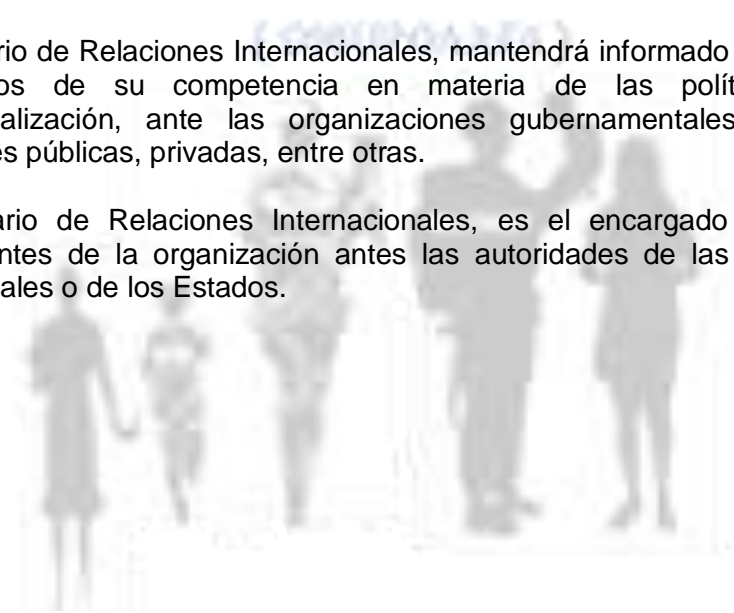 rio de Relaciones Internacionales, mantendrá informado
os de su competencia en materia de las polít
alización, ante las organizaciones gubernamentales
es públicas, privadas, entre otras.
ario de Relaciones Internacionales, es el encargado
ntes de la organización antes las autoridades de las
ales o de los Estados.